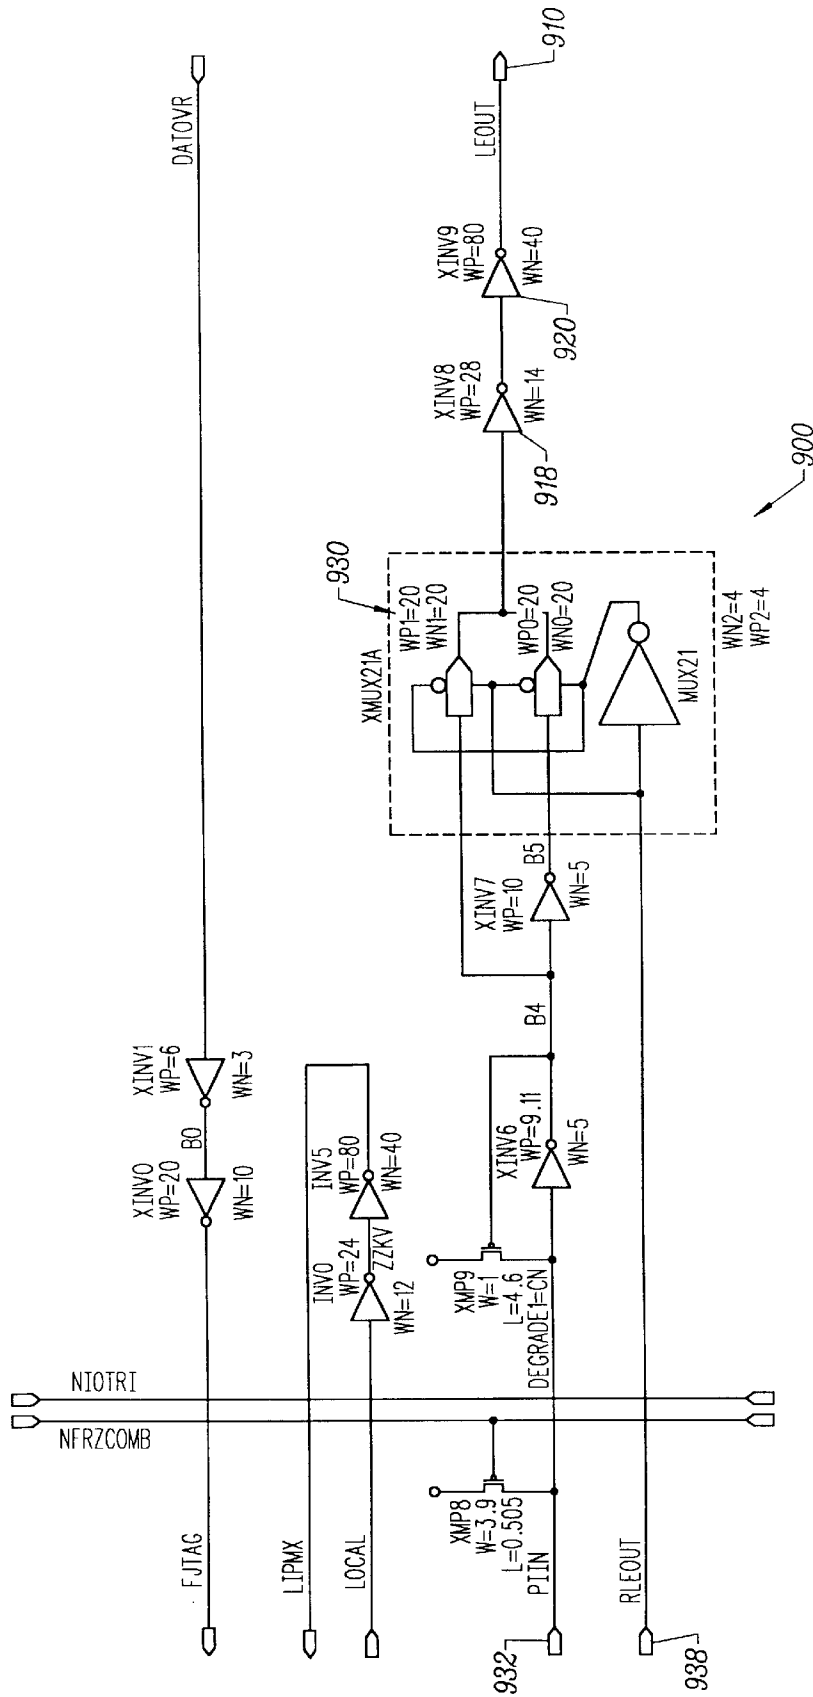 DATOVR
XINV1
WP=6
WN=3
B0
XINV0
WP=20
WN=10
FJTAG
LIPMX
LOCAL
INV0
WP=24
WN=12
ZZKV
INV5
WP=80
WN=40
NIOTRI
NFRZCOMB
XMP8
W=3.9
L=0.505
PIIN
932
XMP9
W=1
L=4.6
DEGRADE1=CN
XINV6
WP=9.11
WN=5
B4
XINV7
WP=10
WN=5
B5
XMUX21A
930
WP1=20
WN1=20
WP0=20
WN0=20
MUX21
WN2=4
WP2=4
RLEOUT
938
XINV8
WP=28
WN=14
918
XINV9
WP=80
WN=40
920
LEOUT
910
900